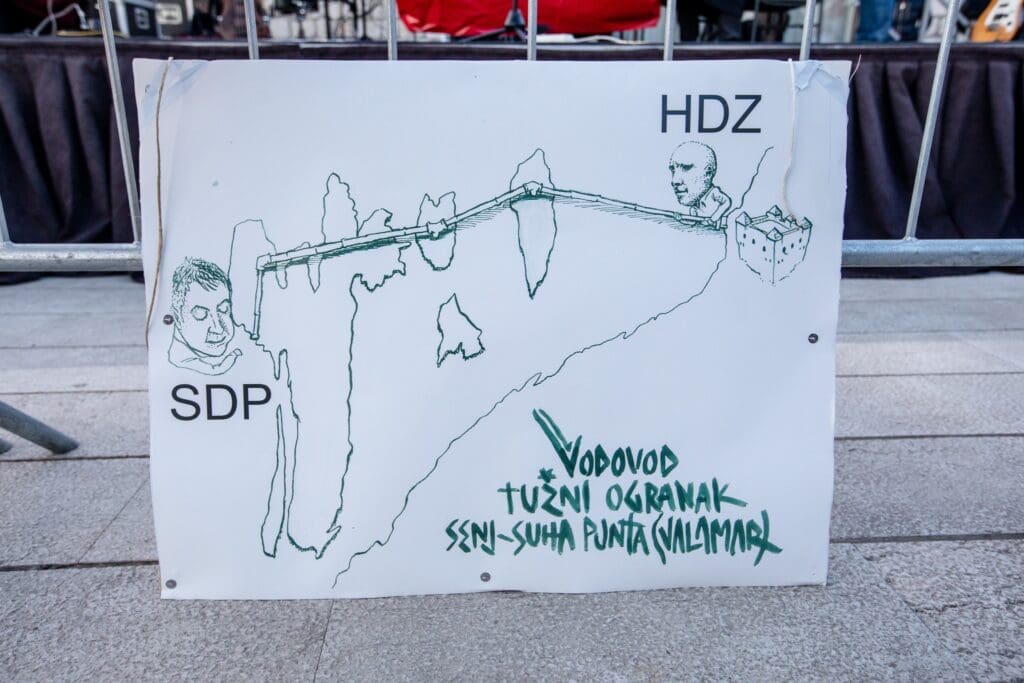 HDZ
SDP
VODOVOD
TUŽNI OGRANAK
SENJ-SUHA PUNTA (VALAMAR)